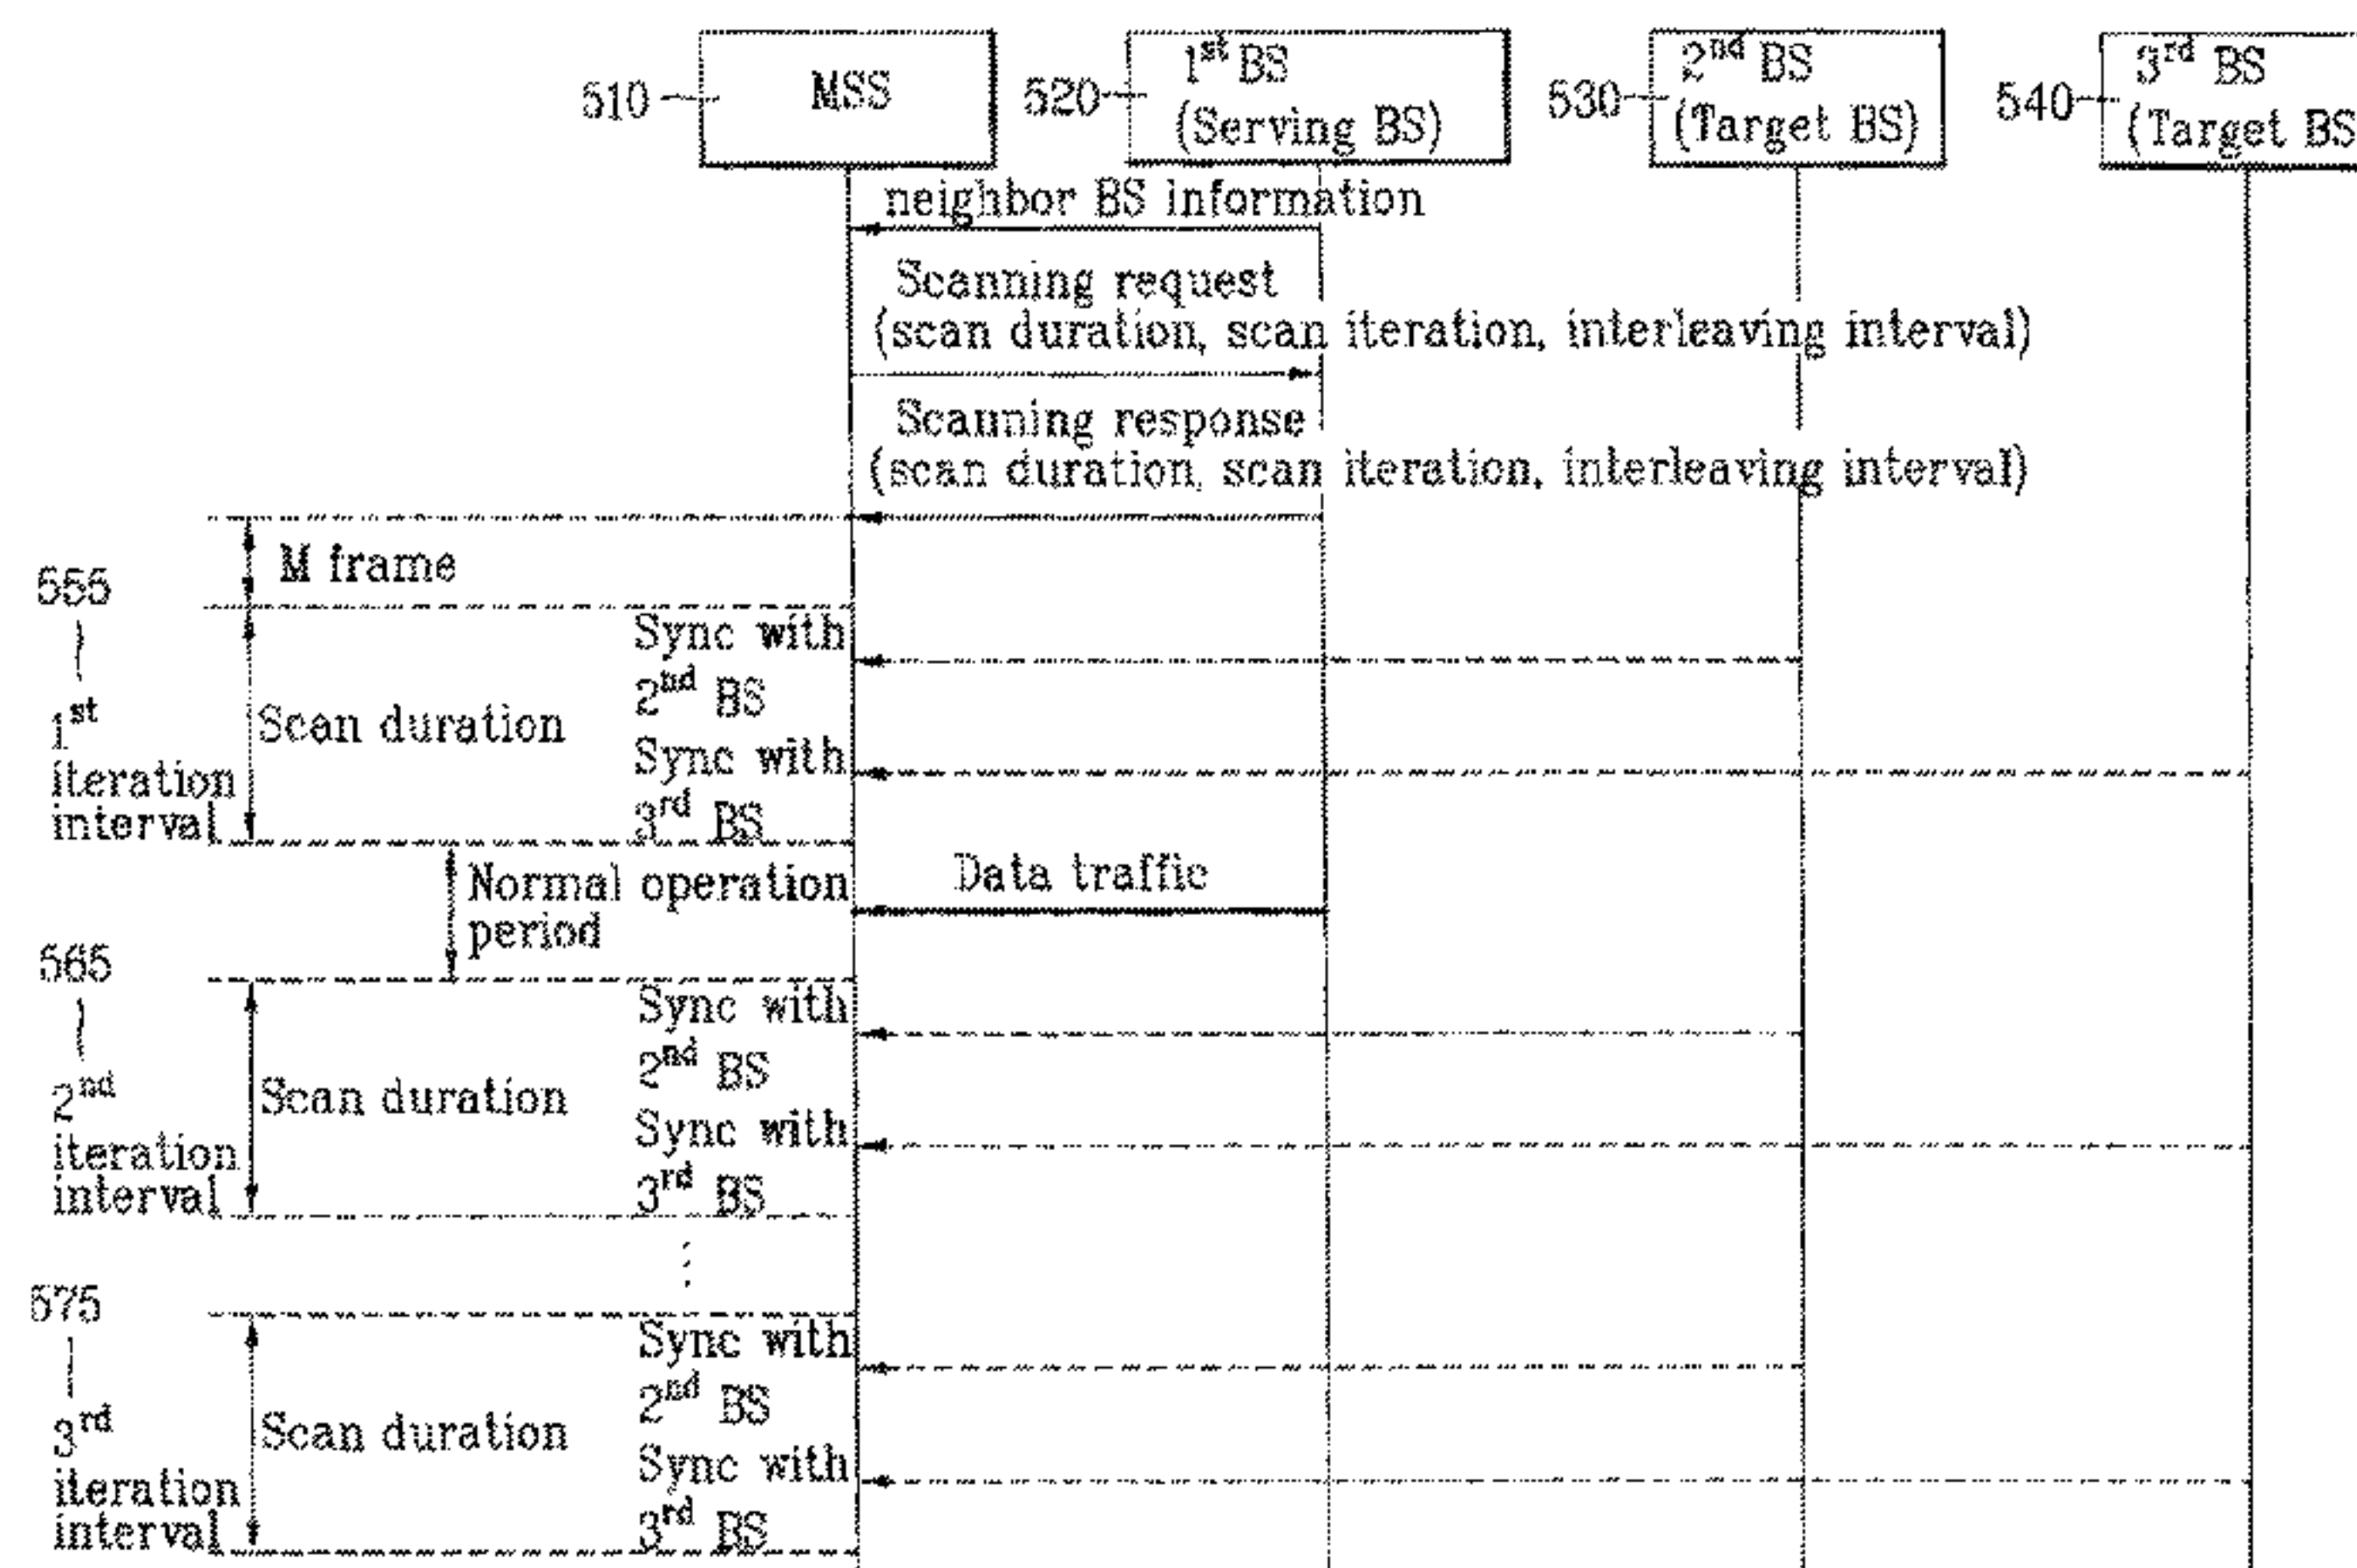 510
MSS
520
1st BS
(Serving BS)
530
2nd BS
(Target BS)
540
3rd BS
(Target BS
neighbor BS information
Scanning request
(scan duration, scan iteration, interleaving interval)
Scanning response
(scan duration, scan iteration, interleaving interval)
M frame
555
1st
iteration
interval
Scan duration
Sync with
2nd BS
Sync with
3rd BS
Normal operation
period
Data traffic
565
2nd
iteration
interval
Scan duration
Sync with
2nd BS
Sync with
3rd BS
575
3rd
iteration
interval
Scan duration
Sync with
2nd BS
Sync with
3rd BS